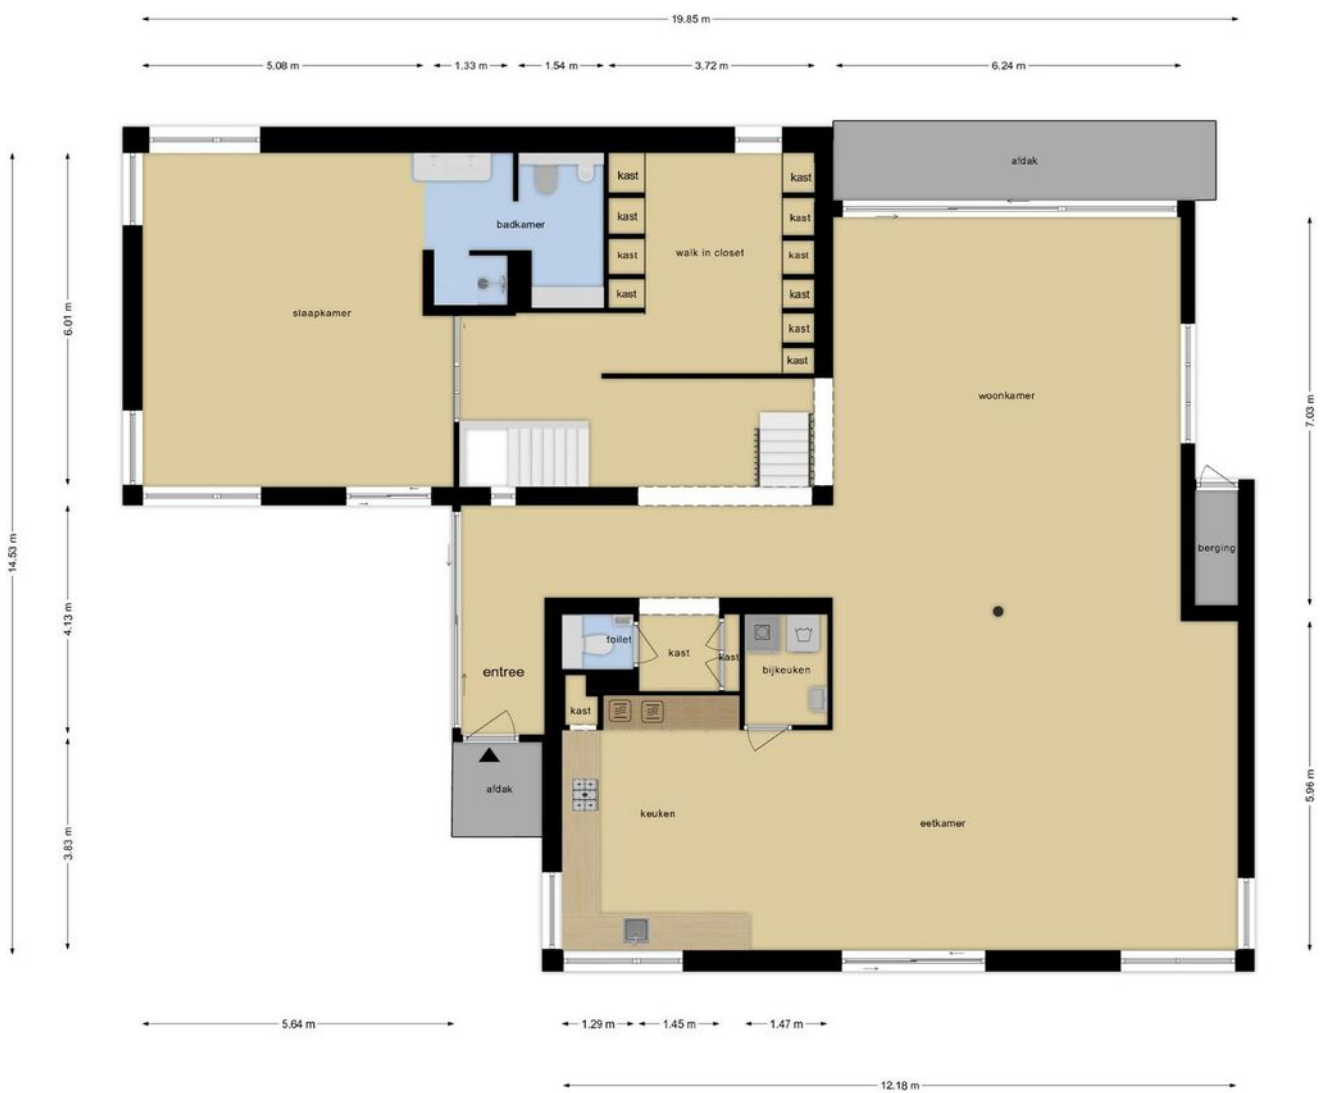 19.85 m
5.08 m
1.33 m
1.54 m
3.72 m
6.24 m
afdak
kast
kast
kast
kast
badkamer
kast
kast
walk in closet
kast
kast
14.53 m
6.01 m
slaapkamer
kast
kast
kast
kast
woonkamer
7.03 m
berging
4.13 m
toilet
kast
kast
bijkeuken
entree
kast
afdak
keuken
eetkamer
3.83 m
5.96 m
5.64 m
1.29 m
1.45 m
1.47 m
12.18 m